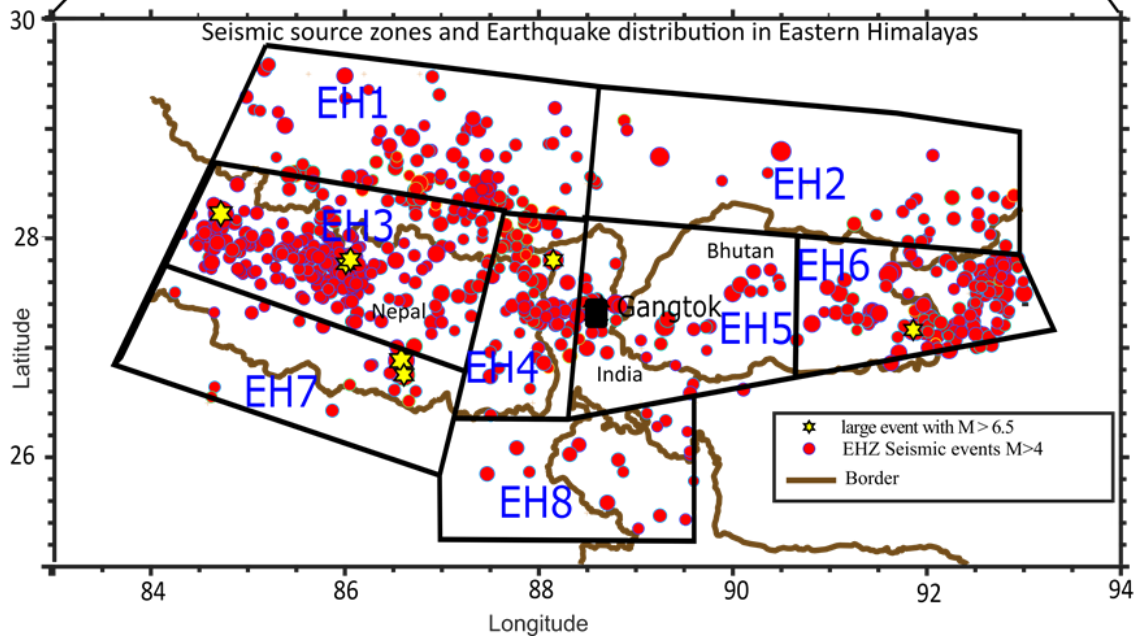 Seismic source zones and Earthquake distribution in Eastern Himalayas
30
28
26
Latitude
EH1
EH2
EH3
Bhutan
EH6
Nepal
Gangtok
EH5
India
EH4
EH7
EH8
large event with M > 6.5
EHZ Seismic events M>4
Border
84 86 88 90 92 94
Longitude